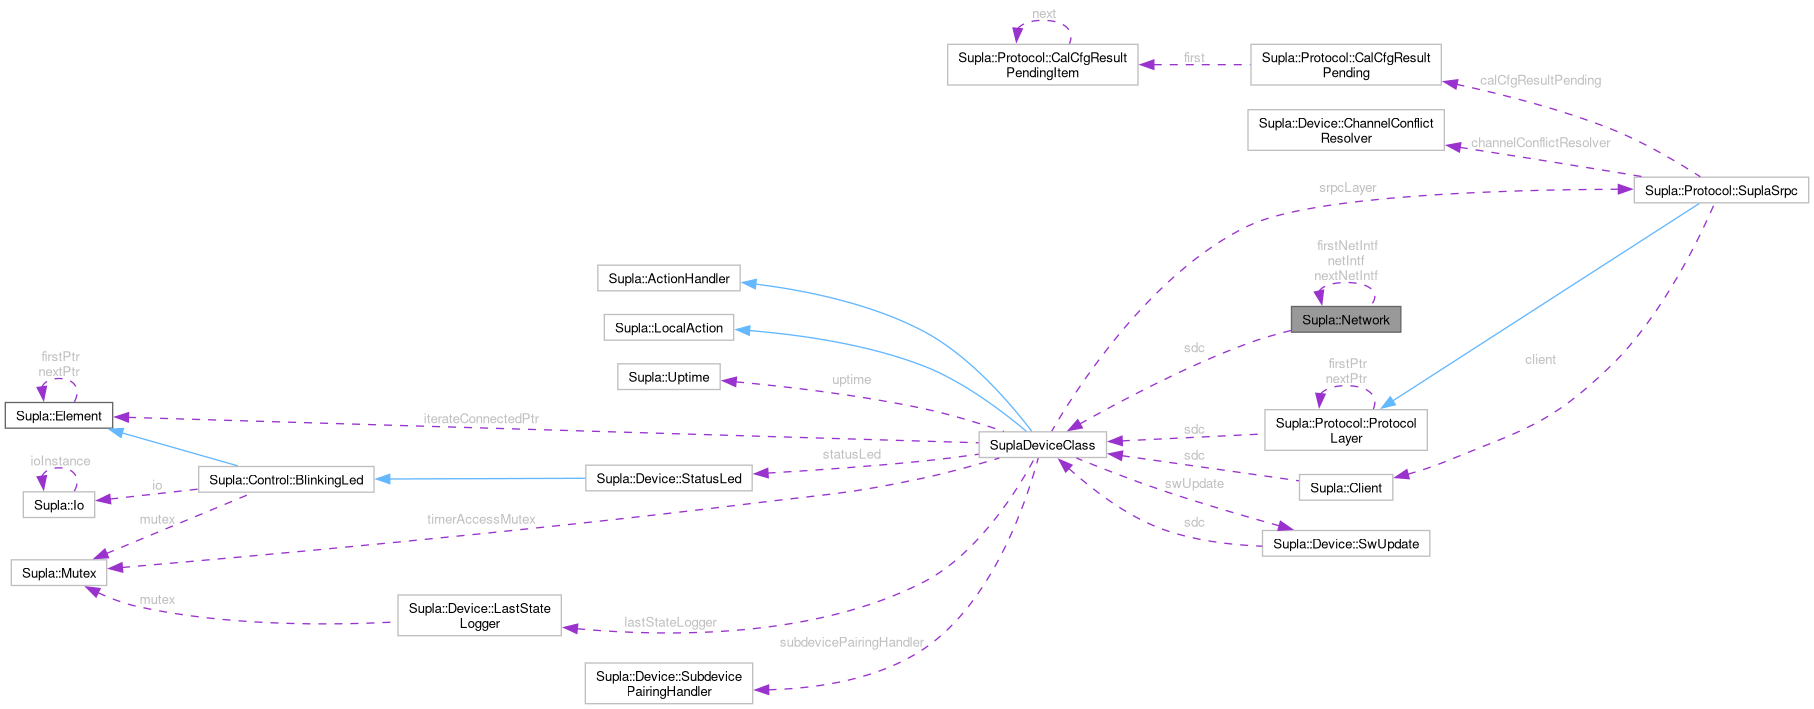 next
Supla::Protocol::CalCfgResult
PendingItem
first
Supla::Protocol::CalCfgResult
Pending
calCfgResultPending
Supla::Device::ChannelConflict
Resolver
channelConflictResolver
srpcLayer
Supla::Protocol::SuplaSrpc
firstNetIntf
netIntf
nextNetIntf
Supla::ActionHandler
Supla::Network
Supla::LocalAction
sdc
client
Supla::Uptime
uptime
firstPtr
nextPtr
firstPtr
nextPtr
Supla::Element
iterateConnectedPtr
Supla::Protocol::Protocol
Layer
sdc
SuplaDeviceClass
statusLed
sdc
ioInstance
Supla::Control::BlinkingLed
Supla::Device::StatusLed
io
swUpdate
Supla::Client
Supla::Io
mutex
timerAccessMutex
sdc
Supla::Device::SwUpdate
Supla::Mutex
mutex
Supla::Device::LastState
Logger
lastStateLogger
subdevicePairingHandler
Supla::Device::Subdevice
PairingHandler